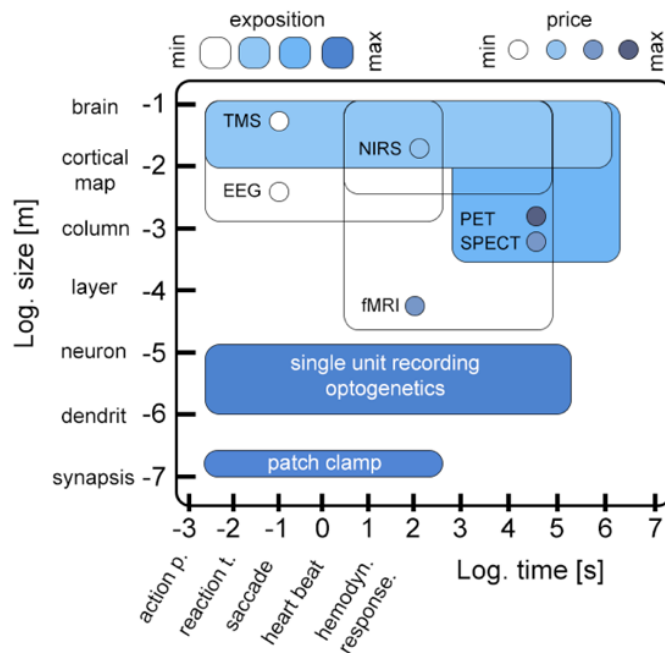 exposition
price
min
max
min
max
brain
-1
TMS
NIRS
cortical
map
-2
EEG
column
-3
PET
SPECT
layer
-4
fMRI
neuron
-5
single unit recording
optogenetics
dendrit
-6
synapsis
-7
patch clamp
Log. size [m]
-3 -2 -1 0 1 2 3 4 5 6 7
action p.
reaction t.
saccade
heart beat
hemodyn.
response.
Log. time [s]